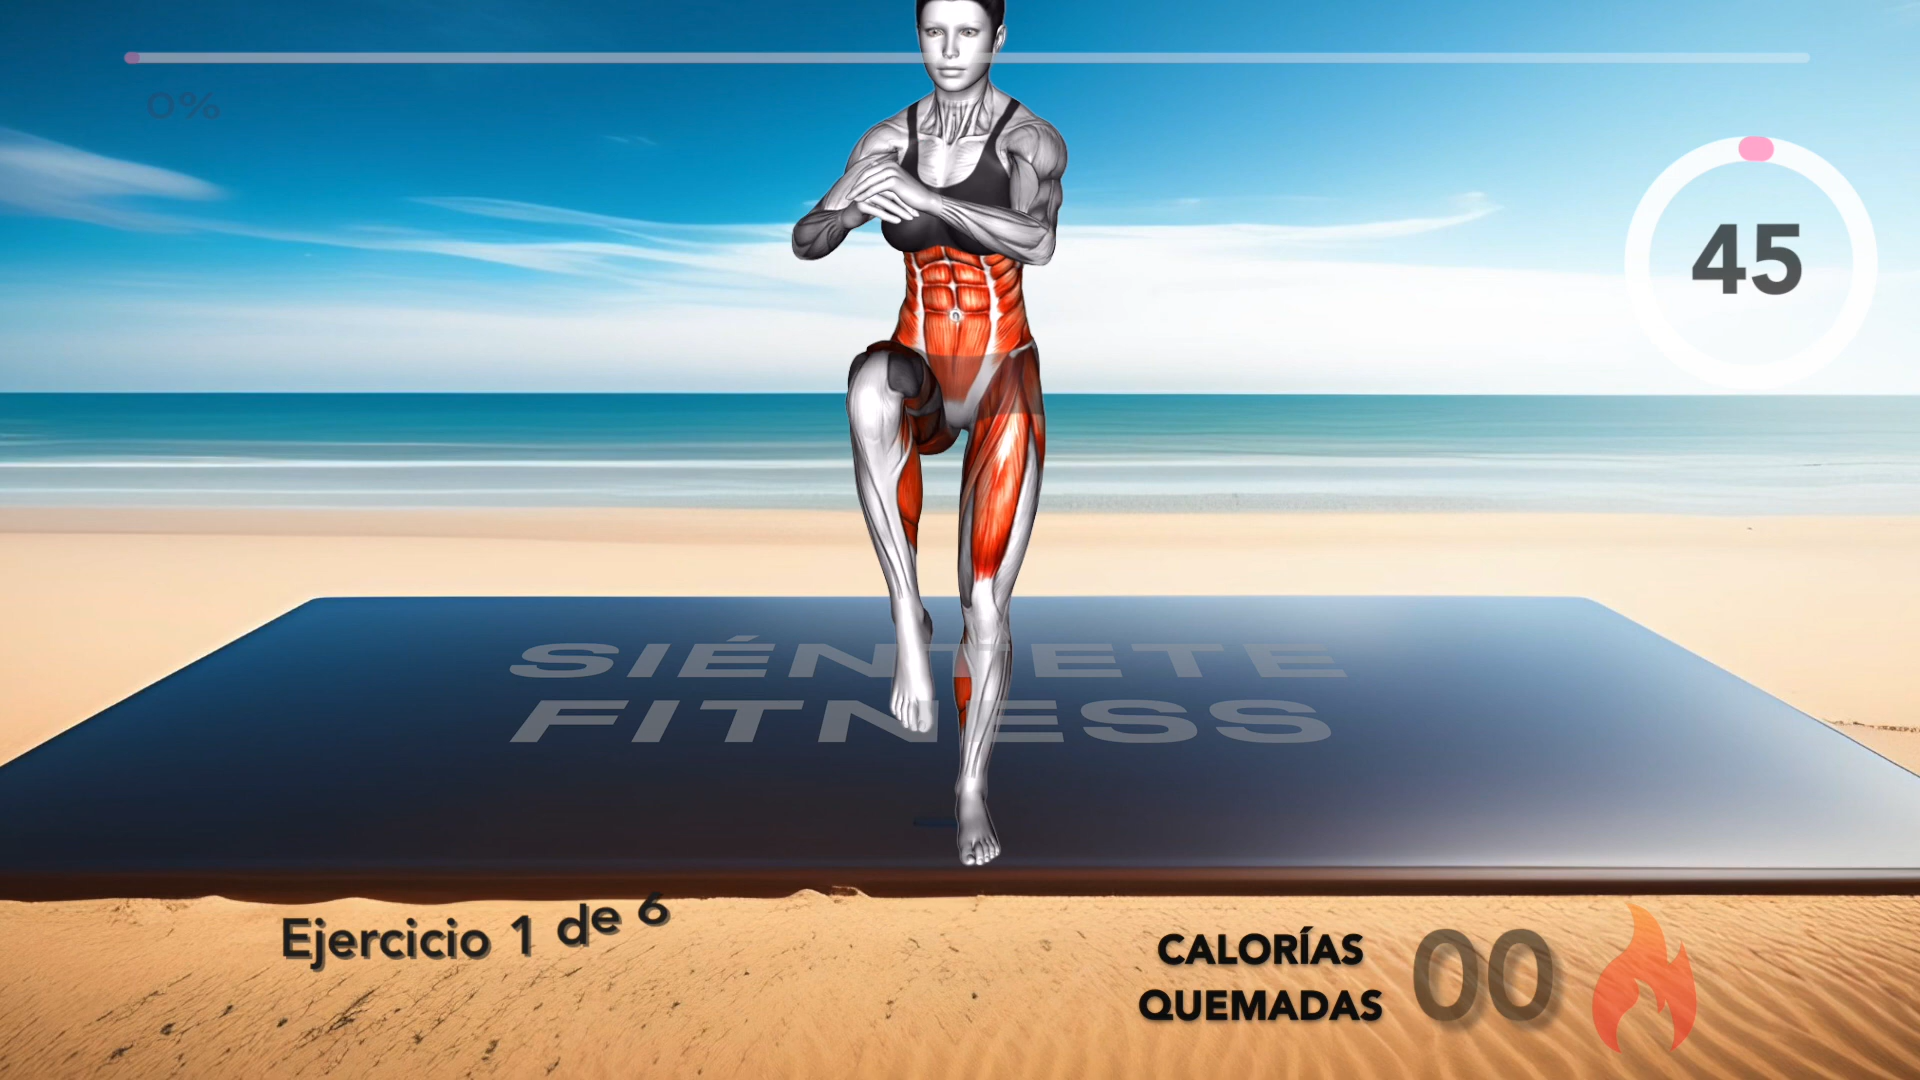 0%
45
SIÉNTETE
FITNESS
Ejercicio 1 de 6
CALORÍAS
QUEMADAS
00